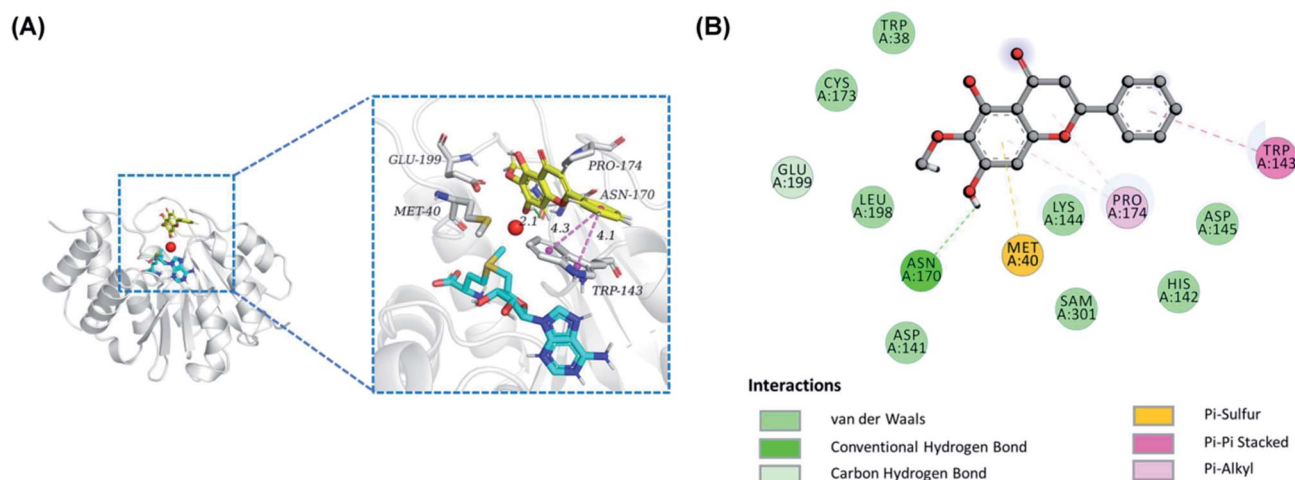 (A)
GLU-199
PRO-174
ASN-170
MET-40
2.1
4.3
4.1
TRP-143
(B)
TRP
A:38
CYS
A:173
GLU
A:199
LEU
A:198
ASN
A:170
ASP
A:141
MET
A:40
LYS
A:144
SAM
A:301
PRO
A:174
HIS
A:142
ASP
A:145
TRP
A:143
Interactions
van der Waals
Conventional Hydrogen Bond
Carbon Hydrogen Bond
Pi-Sulfur
Pi-Pi Stacked
Pi-Alkyl